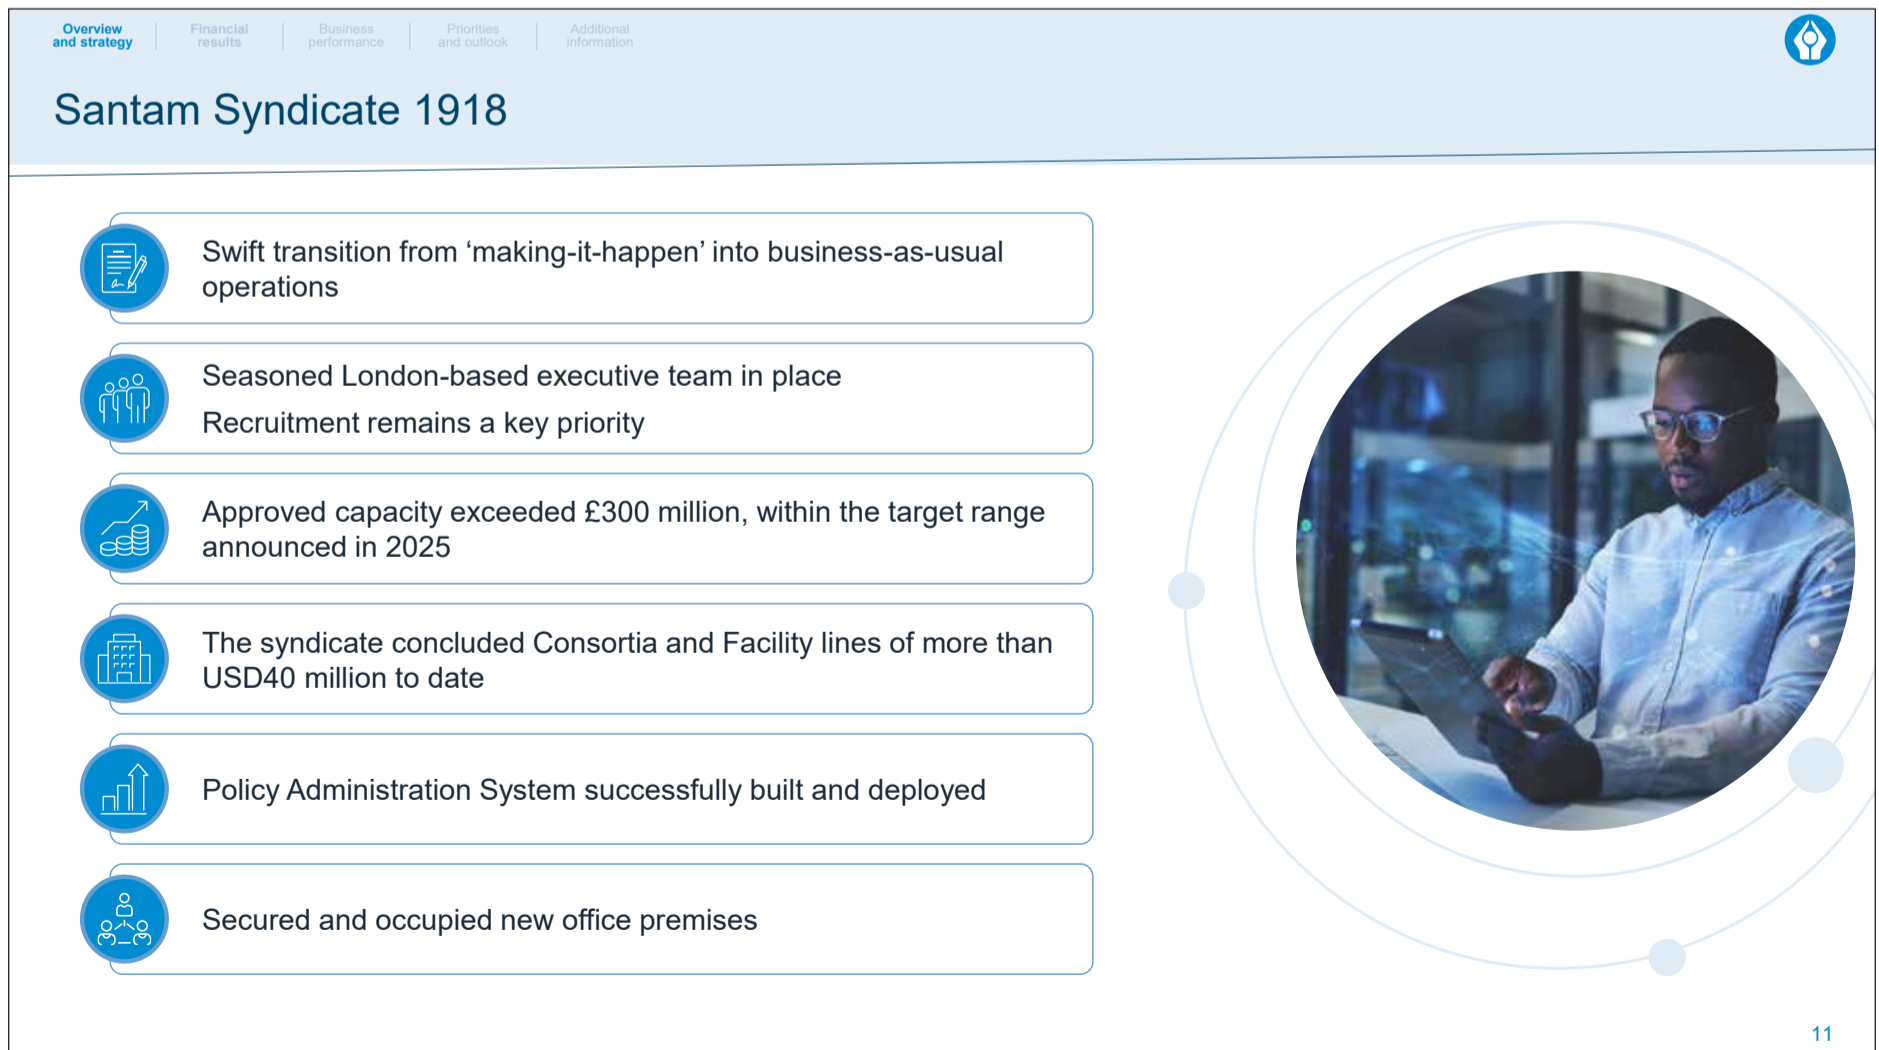 Overview
and strategy
Financial
results
Business
performance
Priorities
and outlook
Additional
information
Santam Syndicate 1918
Swift transition from ‘making-it-happen’ into business-as-usual
operations
Seasoned London-based executive team in place
Recruitment remains a key priority
Approved capacity exceeded £300 million, within the target range
announced in 2025
The syndicate concluded Consortia and Facility lines of more than
USD40 million to date
Policy Administration System successfully built and deployed
Secured and occupied new office premises
11